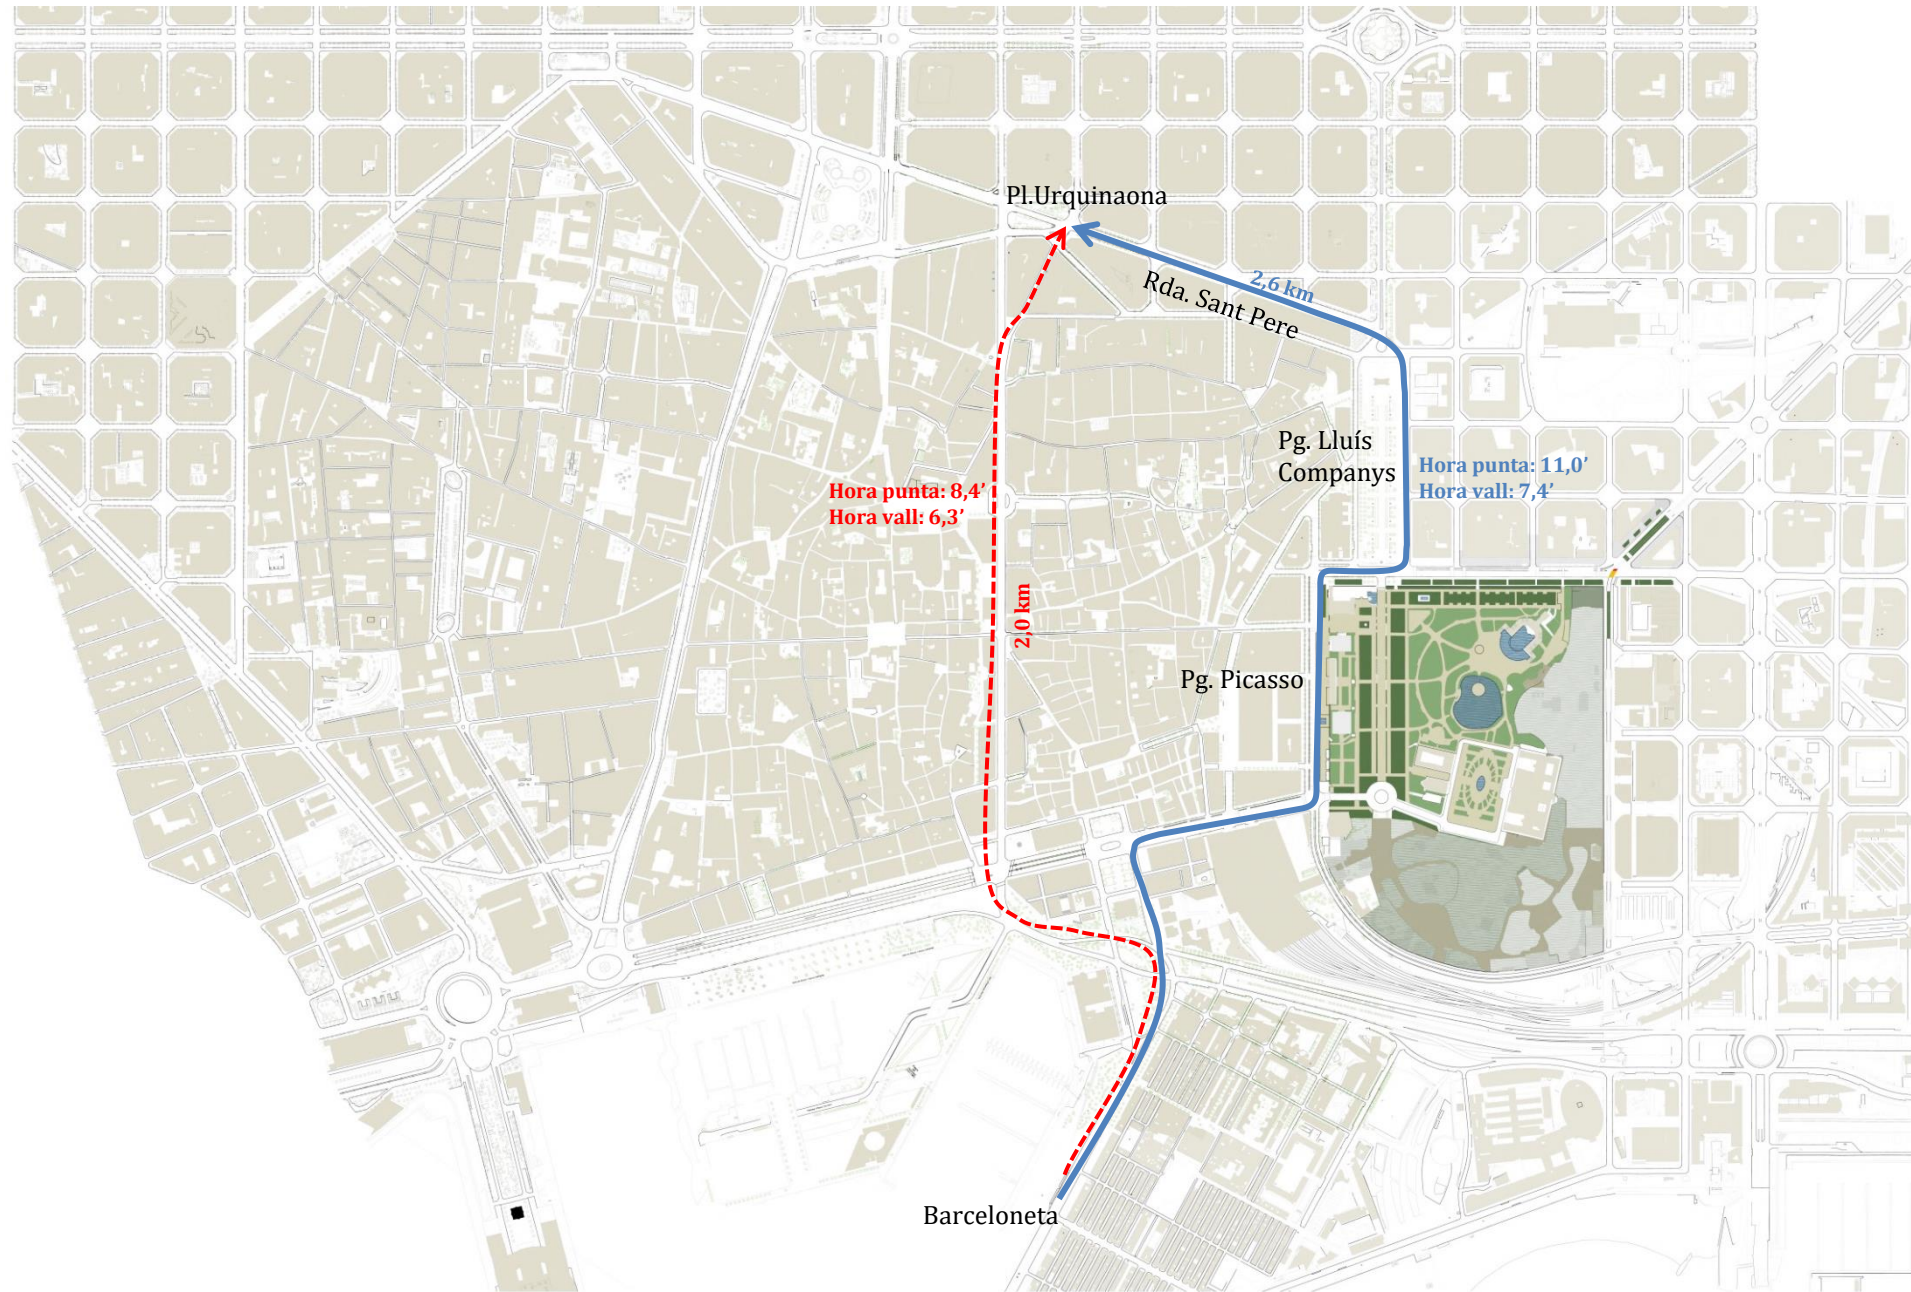 Pl.Urquinaona
2,6 km
Rda. Sant Pere
Pg. Lluís
Companys
Hora punta: 11,0’
Hora vall: 7,4’
Hora punta: 8,4’
Hora vall: 6,3’
2,0 km
Pg. Picasso
Barceloneta